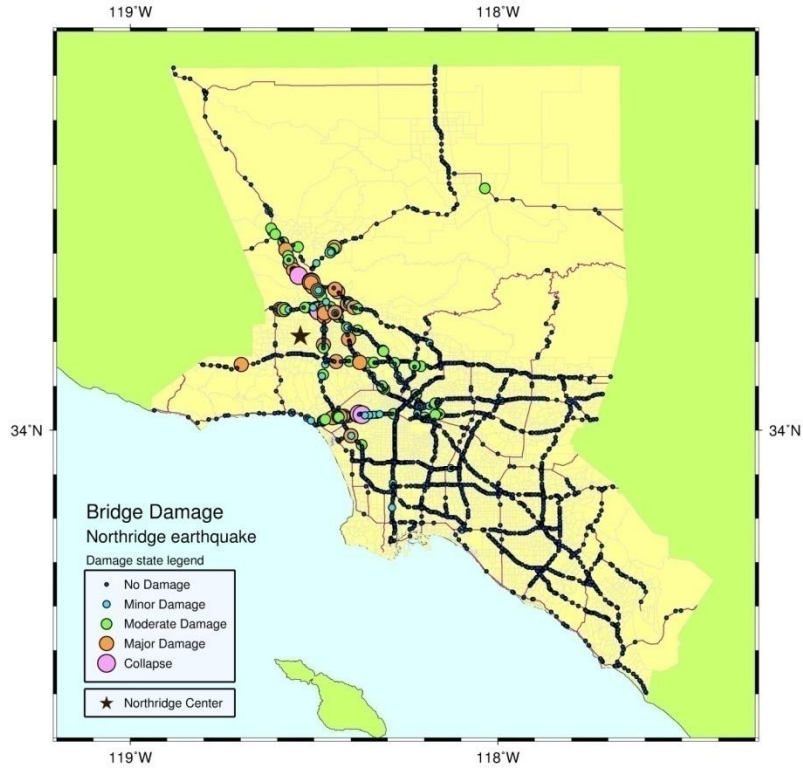 119˚W 118˚W
34˚N 34˚N
Bridge Damage
Northridge earthquake
Damage state legend
No Damage
Minor Damage
Moderate Damage
Major Damage
Collapse
Northridge Center
119˚W 118˚W